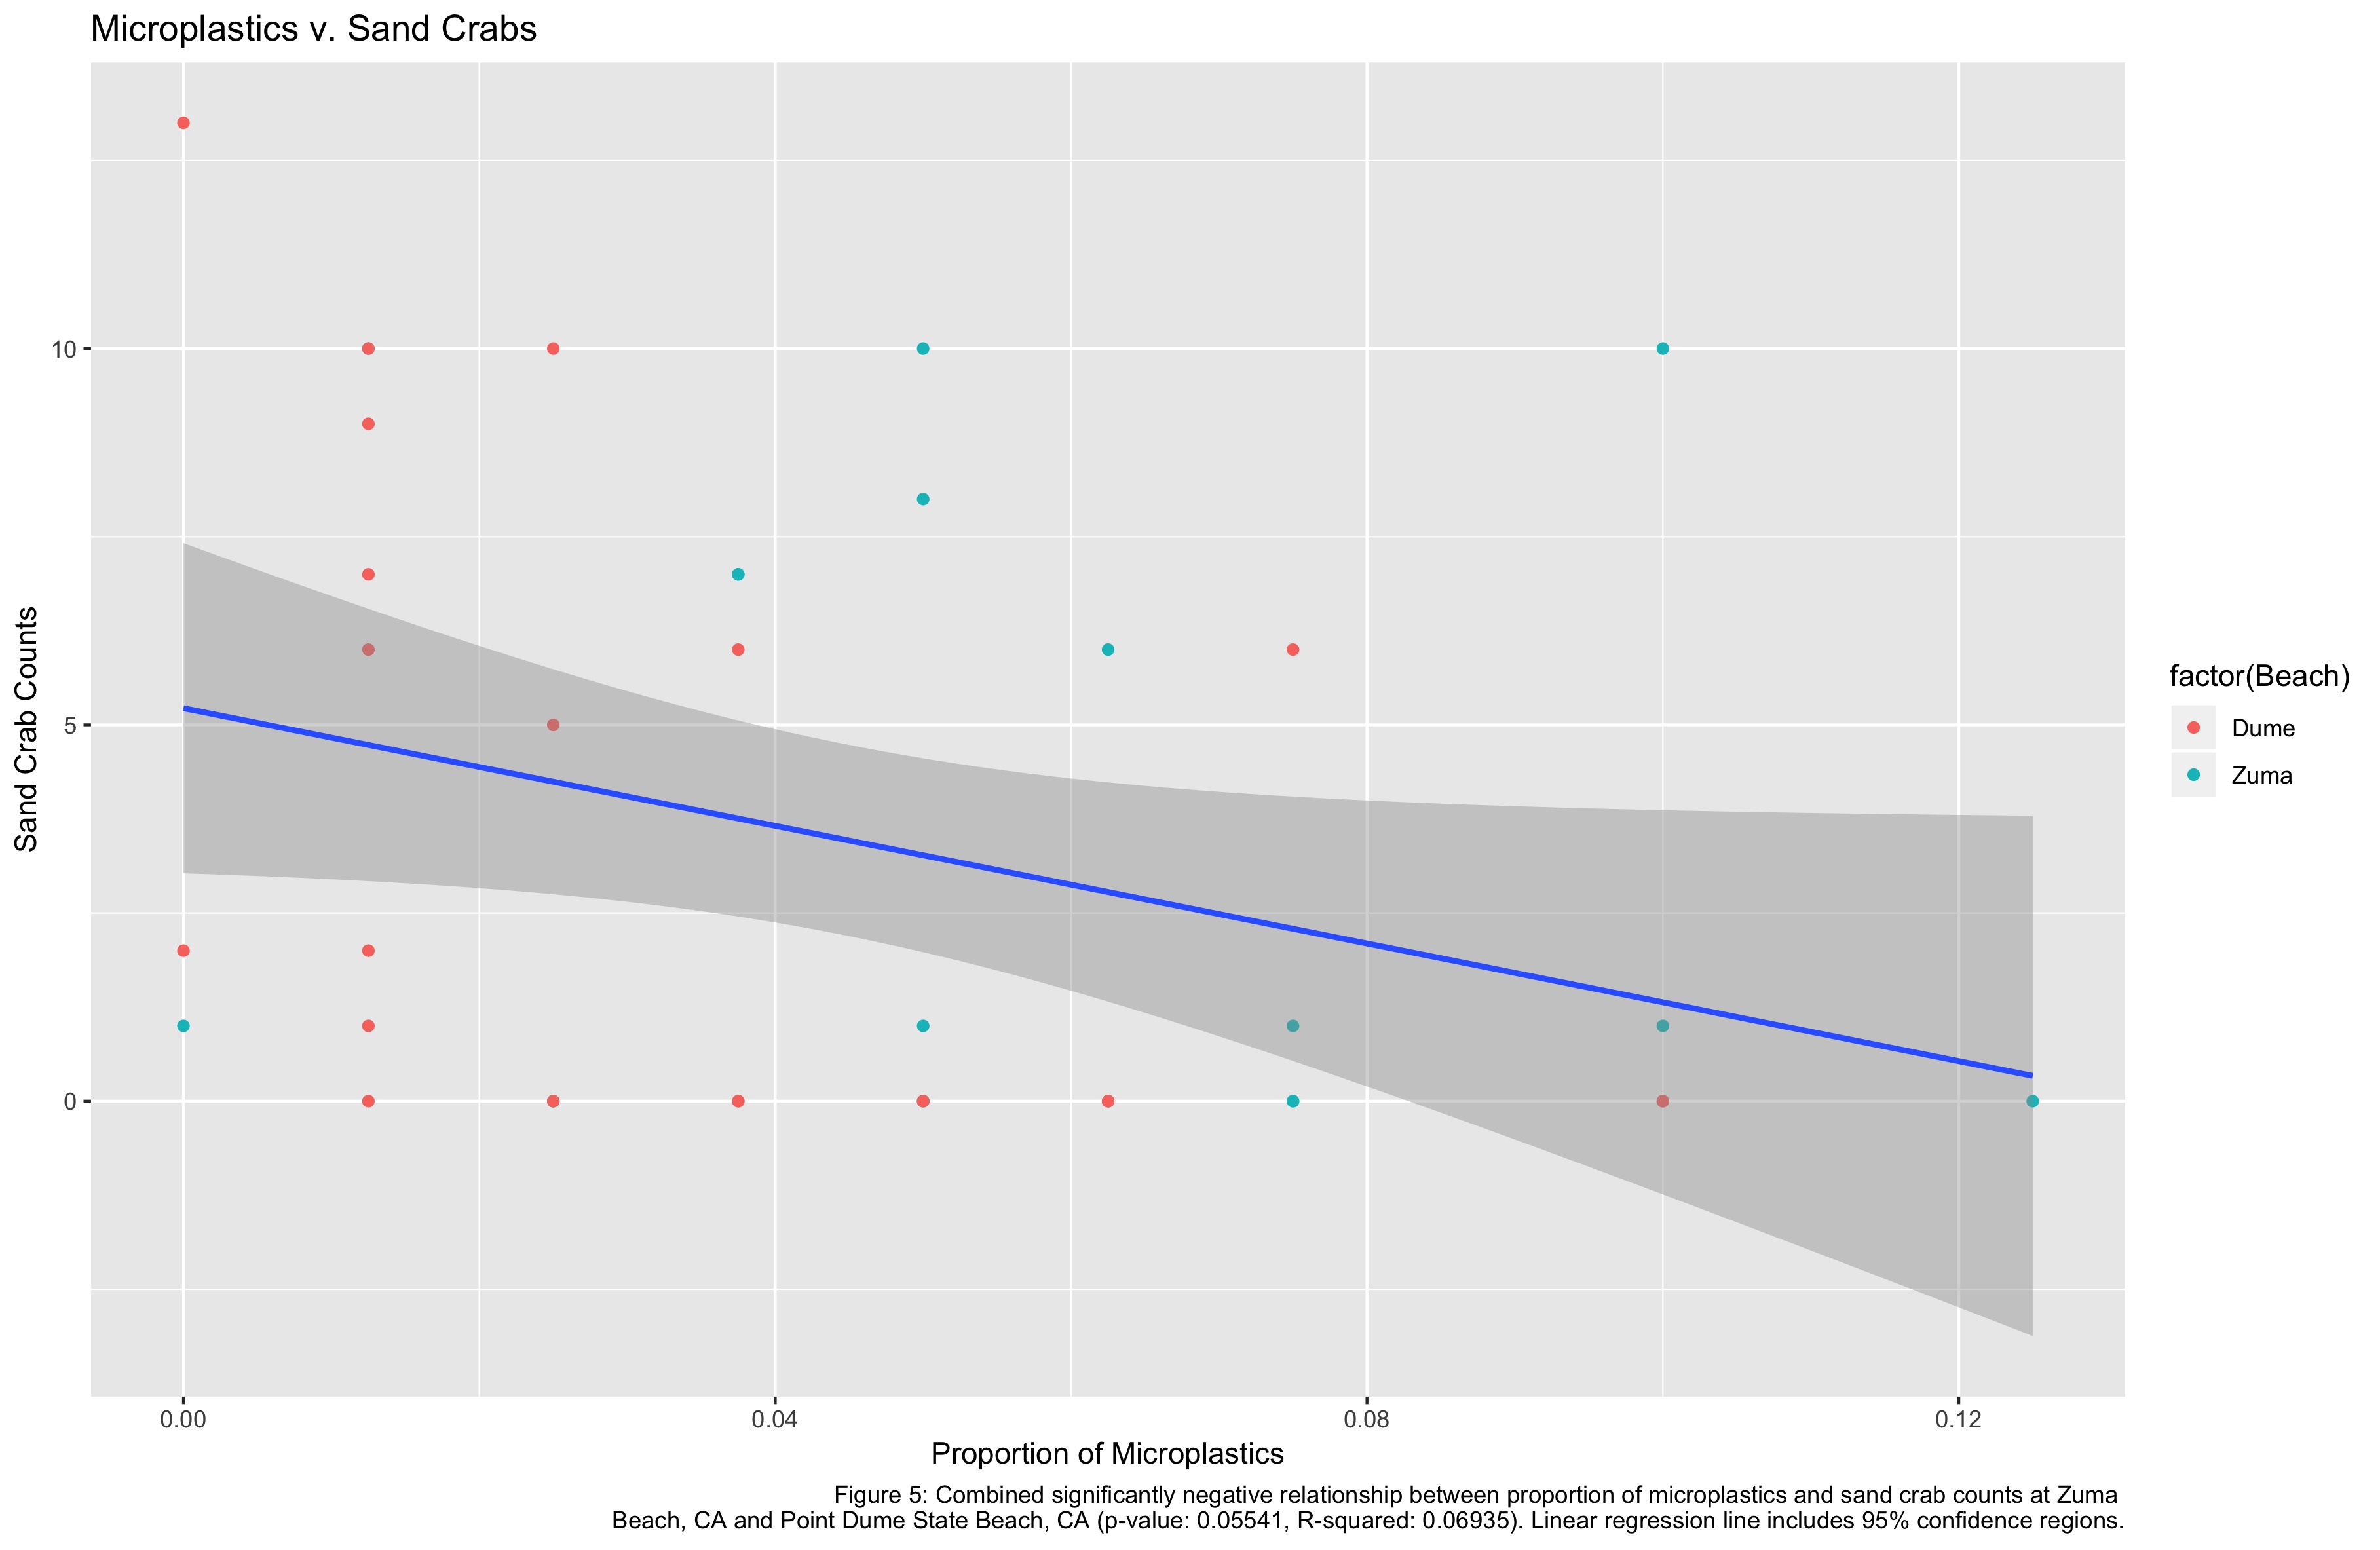 Microplastics v. Sand Crabs
10
5
0
Sand Crab Counts
0.00 0.04 0.08 0.12
Proportion of Microplastics
factor(Beach)
Dume
Zuma
Figure 5: Combined significantly negative relationship between proportion of microplastics and sand crab counts at Zuma
Beach, CA and Point Dume State Beach, CA (p-value: 0.05541, R-squared: 0.06935). Linear regression line includes 95% confidence regions.